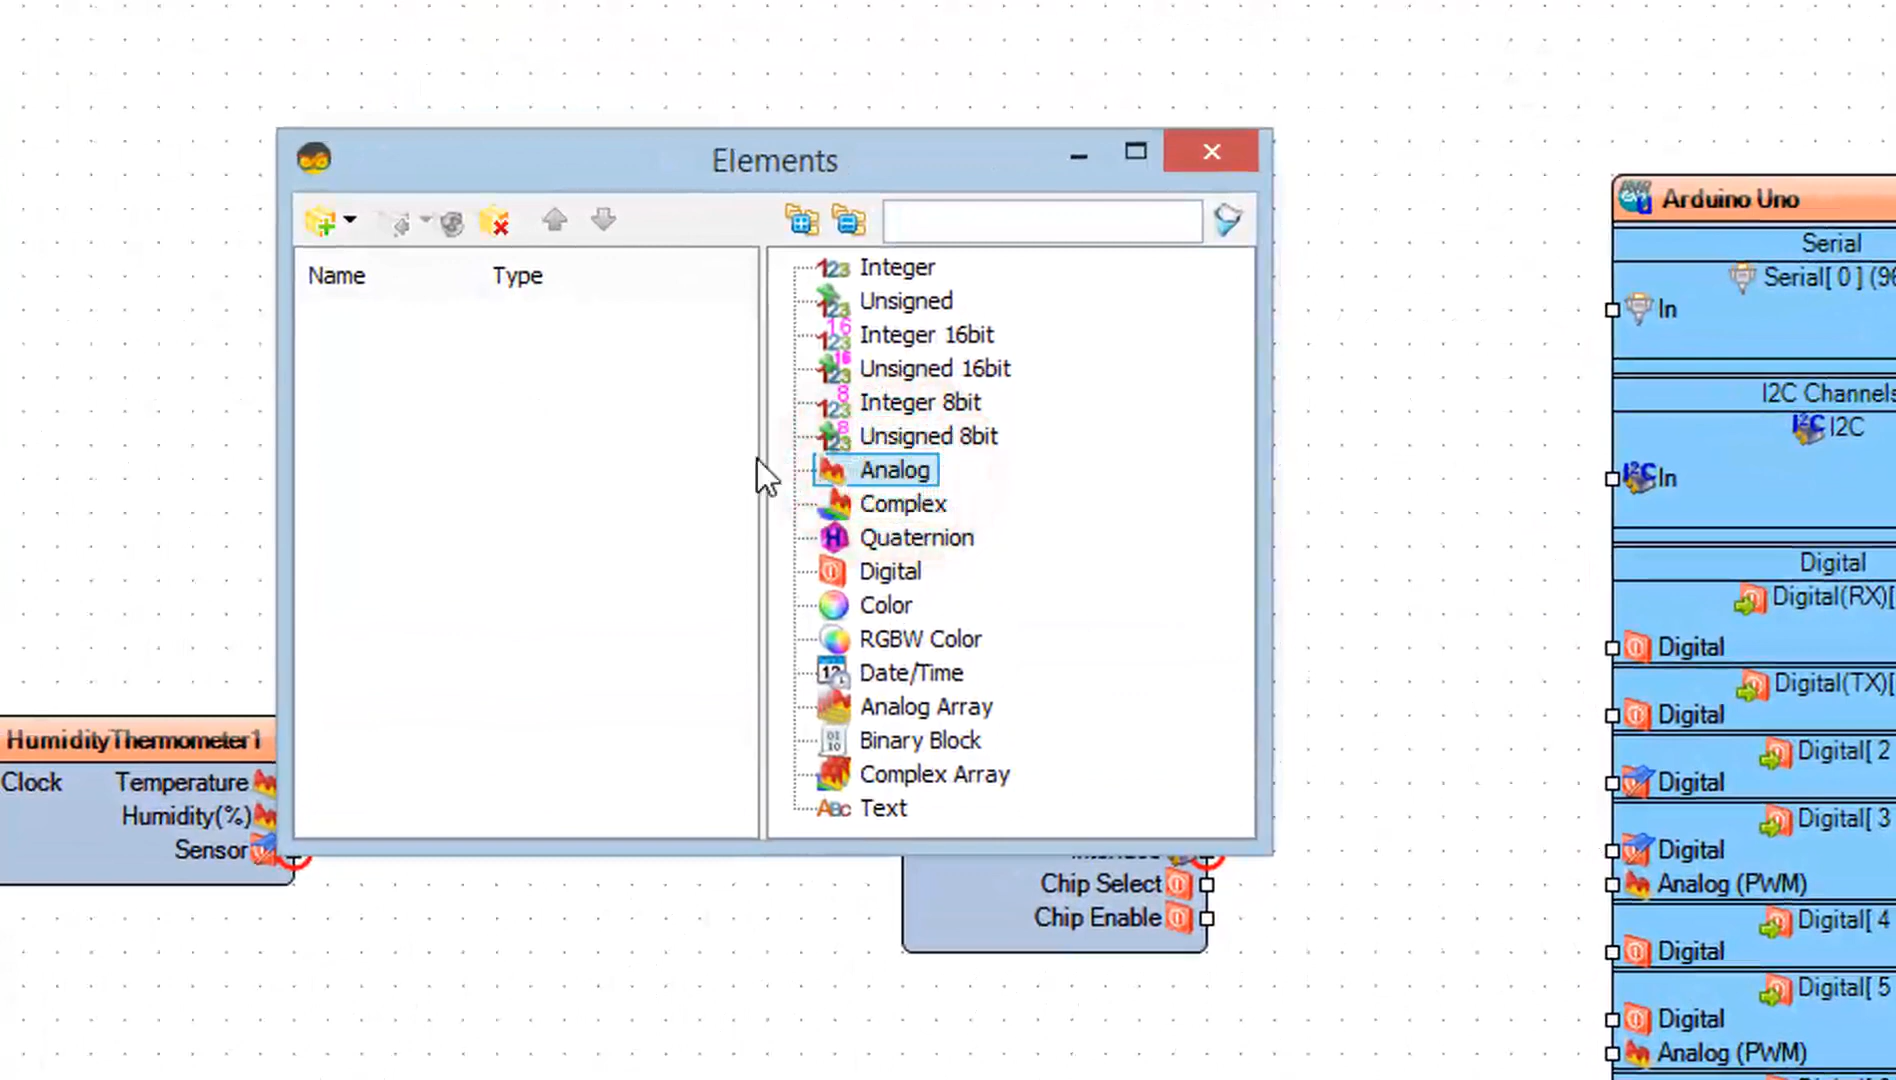 Elements
Name Type
Integer
Unsigned
Integer 16bit
Unsigned 16bit
Integer 8bit
Unsigned 8bit
Analog
Complex
Quaternion
Digital
Color
RGBW Color
Date/Time
Analog Array
Binary Block
Complex Array
Text
HumidityThermometer1
Clock Temperature
Humidity(%)
Sensor
Chip Select
Chip Enable
Arduino Uno
Serial
Serial[ 0 ] (96
In
I2C Channels
I2C
In
Digital
Digital(RX)[
Digital
Digital(TX)[
Digital
Digital[ 2
Digital
Digital[ 3
Digital
Analog (PWM)
Digital[ 4
Digital
Digital[ 5
Digital
Analog (PWM)